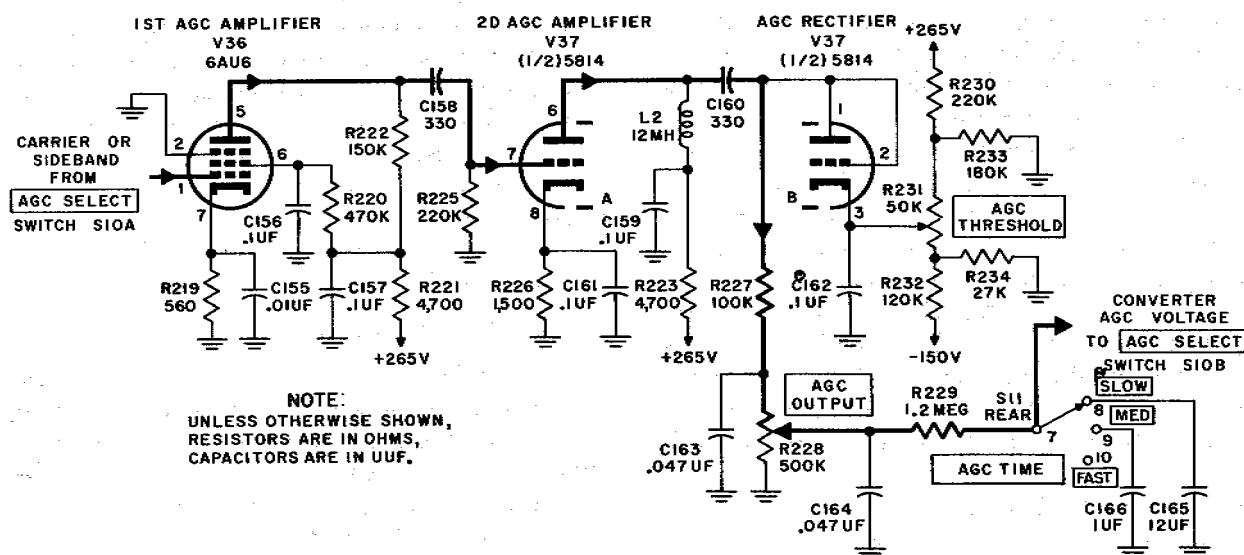 1ST AGC AMPLIFIER
V36
6AU6
2D AGC AMPLIFIER
V37
(1/2)5814
AGC RECTIFIER
V37
(1/2)5814
+265V
CARRIER OR
SIDEBAND
FROM
AGC SELECT
SWITCH S10A
5
2
6
1
7
C158
330
R222
150K
R220
470K
C156
.1UF
R225
220K
R219
560
C155
.01UF
C157
.1UF
R221
4,700
+265V
6
7
8
A
L2
12MH
C160
330
C159
.1UF
R226
1,500
C161
.1UF
R223
4,700
+265V
R227
100K
1
2
3
B
C162
.1UF
R230
220K
R233
180K
R231
50K
AGC
THRESHOLD
R234
27K
R232
120K
-150V
CONVERTER
AGC VOLTAGE
TO AGC SELECT
SWITCH S10B
NOTE:
UNLESS OTHERWISE SHOWN,
RESISTORS ARE IN OHMS,
CAPACITORS ARE IN UUF.
AGC
OUTPUT
R229
1.2 MEG
S11
REAR
SLOW
8
MED
7
9
10
FAST
C163
.047UF
R228
500K
AGC TIME
C164
.047UF
C166
1UF
C165
12UF